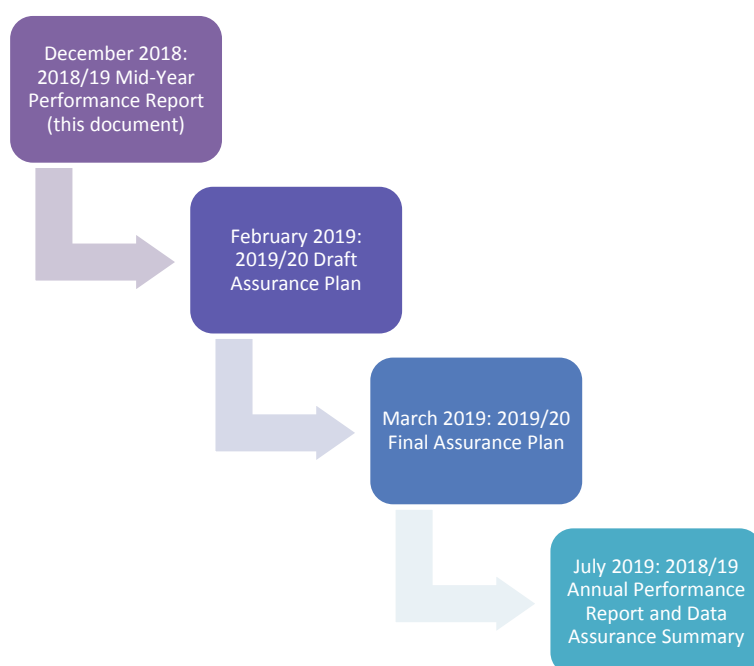 December 2018:
2018/19 Mid-Year
Performance Report
(this document)
February 2019:
2019/20 Draft
Assurance Plan
March 2019: 2019/20
Final Assurance Plan
July 2019: 2018/19
Annual Performance
Report and Data
Assurance Summary